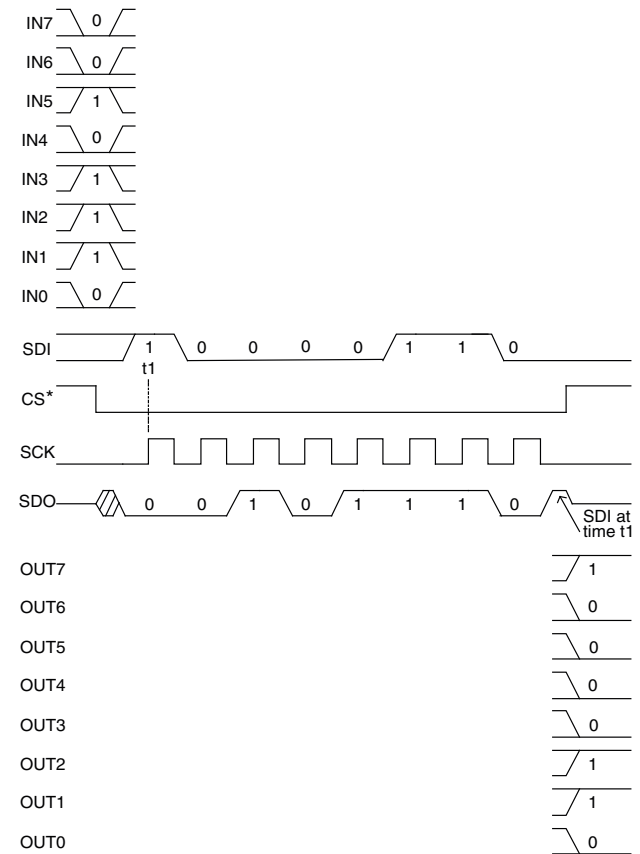 IN7 0
IN6 0
IN5 1
IN4 0
IN3 1
IN2 1
IN1 1
IN0 0
SDI 1 0 0 0 0 1 1 0
t1
CS*
SCK
SDO 0 0 1 0 1 1 1 0
SDI at
time t1
OUT7 1
OUT6 0
OUT5 0
OUT4 0
OUT3 0
OUT2 1
OUT1 1
OUT0 0